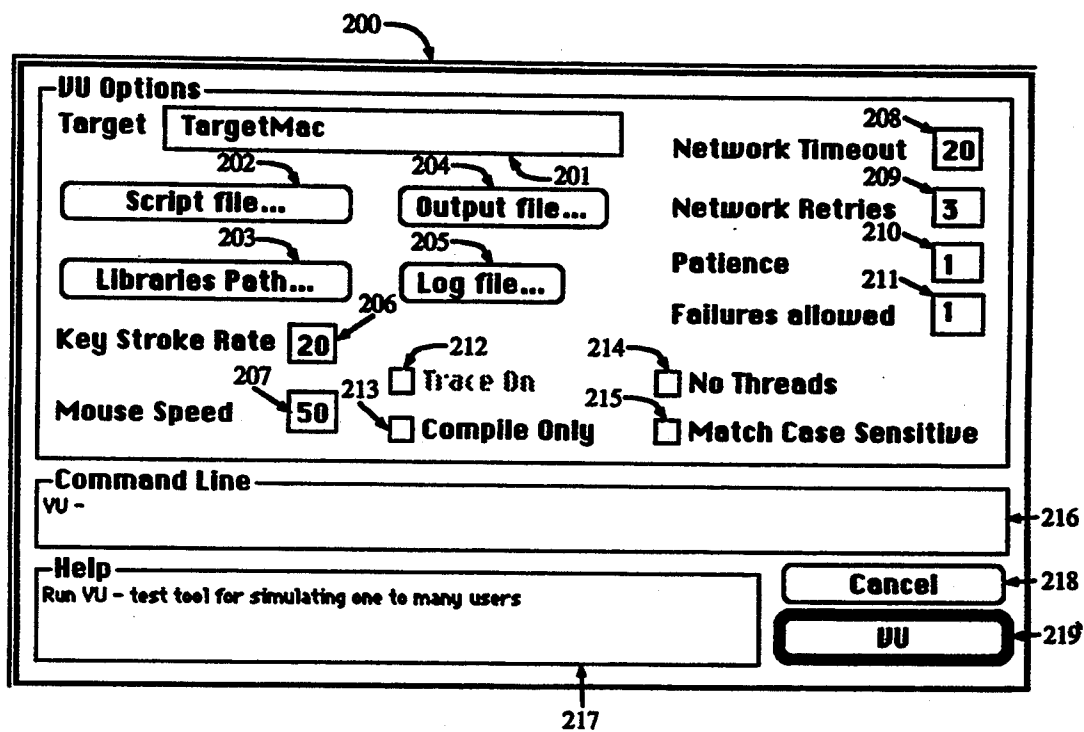 200
VU Options
Target TargetMac
208
Network Timeout 20
202 204 201
Script file... Output file...
209
Network Retries 3
203 205
210
Libraries Path... Log file...
Patience 1
211
Failures allowed 1
206
Key Stroke Rate 20
212 214
Trace On No Threads
207 213 215
Mouse Speed 50
Compile Only Match Case Sensitive
Command Line
VU -
216
Help
Run VU - test tool for simulating one to many users
Cancel 218
VU 219
217